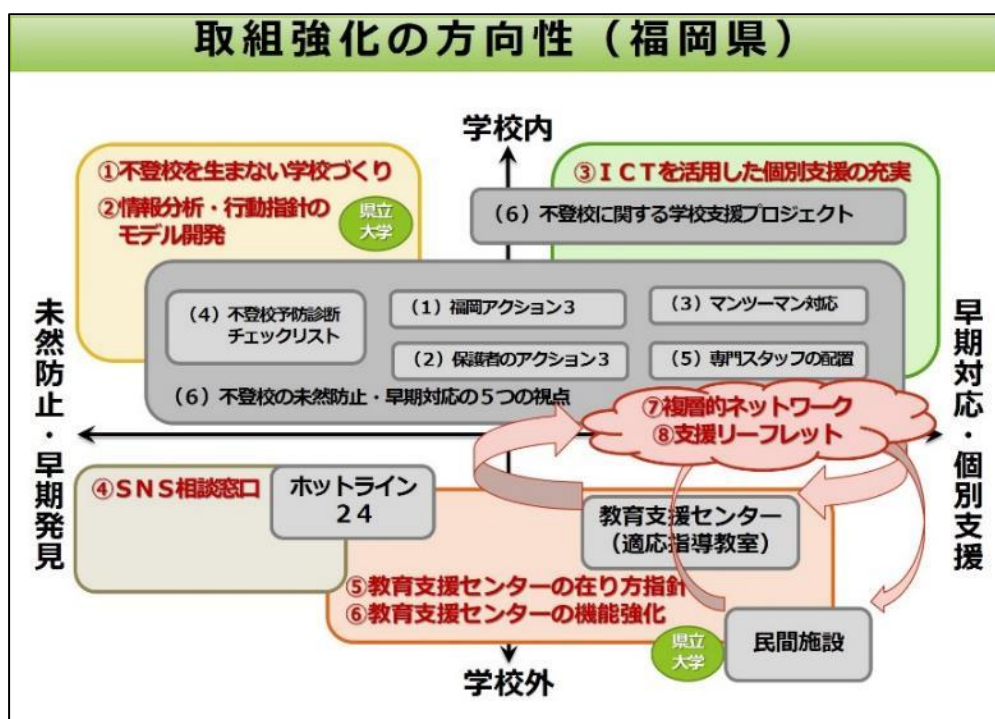 取組強化の方向性（福岡県）
学校内
①不登校を生まない学校づくり
②情報分析・行動指針の
モデル開発
県立
大学
③ＩＣＴを活用した個別支援の充実
（6）不登校に関する学校支援プロジェクト
未然防止・早期発見
（4）不登校予防診断
チェックリスト
（1）福岡アクション３
（3）マンツーマン対応
（2）保護者のアクション３
（5）専門スタッフの配置
（6）不登校の未然防止・早期対応の５つの視点
早期対応・個別支援
⑦複層的ネットワーク
⑧支援リーフレット
④ＳＮＳ相談窓口
ホットライン
２４
教育支援センター
（適応指導教室）
⑤教育支援センターの在り方指針
⑥教育支援センターの機能強化
県立
大学
民間施設
学校外